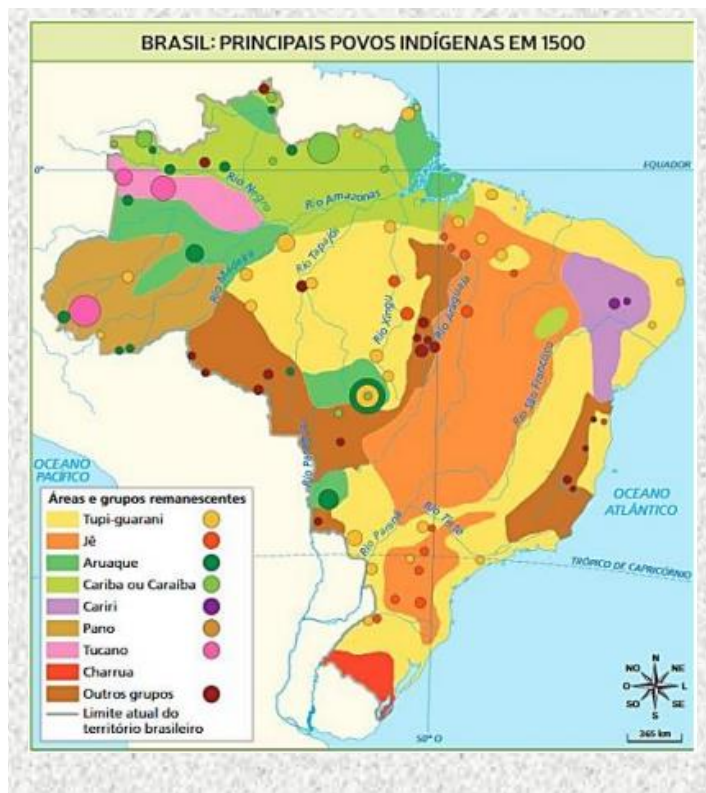 BRASIL: PRINCIPAIS POVOS INDÍGENAS EM 1500
EQUADOR
0°
Rio Negro
Rio Amazonas
Rio Madeira
Rio Tapajós
Rio Xingu
Rio Araguaia
Rio São Francisco
Rio Paraguai
OCEANO
PACÍFICO
OCEANO
ATLÂNTICO
Rio Paraná
Rio Tietê
TRÓPICO DE CAPRICÓRNIO
Áreas e grupos remanescentes
Tupi-guarani
Jê
Aruaque
Cariba ou Caraíba
Cariri
Pano
Tucano
Charrua
Outros grupos
Limite atual do
território brasileiro
N
NO
NE
O
L
SO
SE
S
50° O
365 km